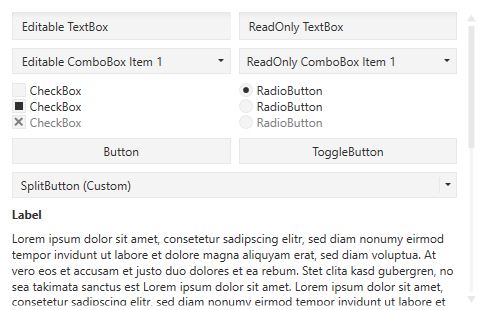 Editable TextBox
ReadOnly TextBox
Editable ComboBox Item 1
ReadOnly ComboBox Item 1
CheckBox
CheckBox
CheckBox
RadioButton
RadioButton
RadioButton
Button
ToggleButton
SplitButton (Custom)
Label
Lorem ipsum dolor sit amet, consetetur sadipscing elitr, sed diam nonumy eirmod
tempor invidunt ut labore et dolore magna aliquyam erat, sed diam voluptua. At
vero eos et accusam et justo duo dolores et ea rebum. Stet clita kasd gubergren, no
sea takimata sanctus est Lorem ipsum dolor sit amet. Lorem ipsum dolor sit amet,
consetetur sadipscing elitr, sed diam nonumy eirmod tempor invidunt ut labore et